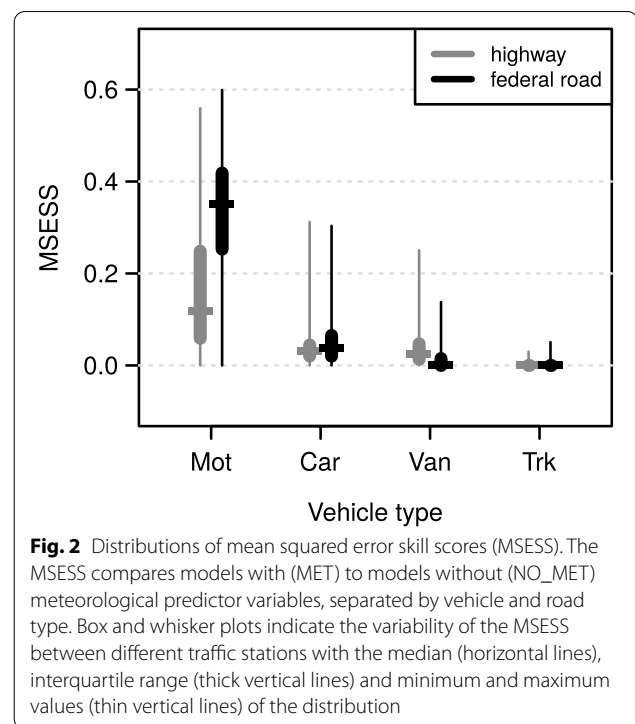 highway
federal road
0.6
0.4
0.2
0.0
MSESS
Mot Car Van Trk
Vehicle type
Fig. 2 Distributions of mean squared error skill scores (MSESS). The
MSESS compares models with (MET) to models without (NO_MET)
meteorological predictor variables, separated by vehicle and road
type. Box and whisker plots indicate the variability of the MSESS
between different traffic stations with the median (horizontal lines),
interquartile range (thick vertical lines) and minimum and maximum
values (thin vertical lines) of the distribution